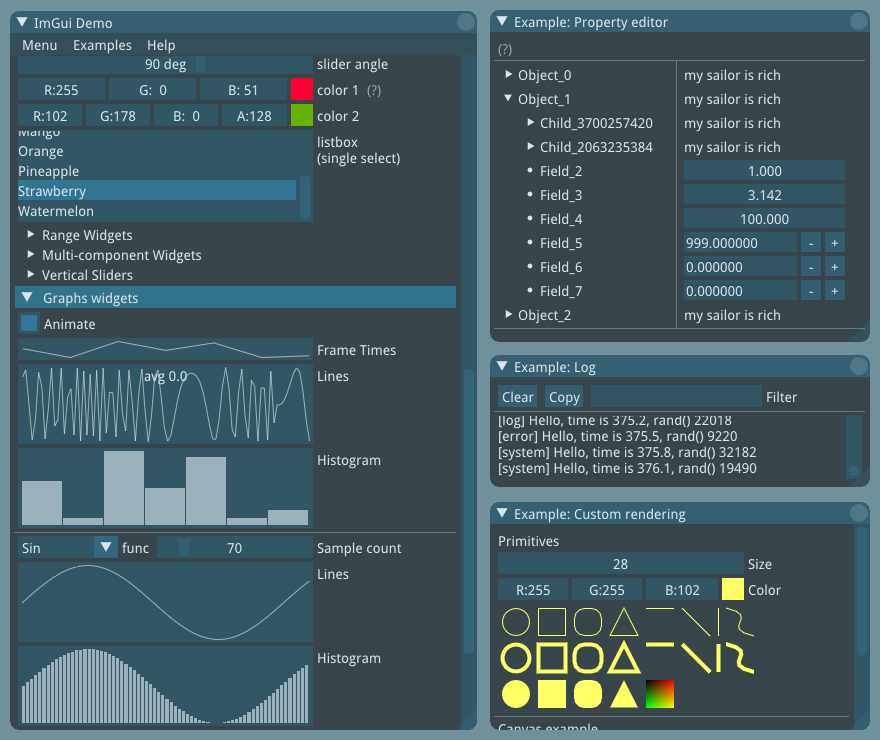 ImGui Demo
Menu Examples Help
90 deg slider angle
R:255 G: 0 B: 51 color 1 (?)
R:102 G:178 B: 0 A:128 color 2
Mango
Orange
Pineapple
Strawberry
Watermelon
listbox
(single select)
Range Widgets
Multi-component Widgets
Vertical Sliders
Graphs widgets
Animate
Frame Times
avg 0.0 Lines
Histogram
Sin func 70 Sample count
Lines
Histogram
Example: Property editor
(?)
Object_0 my sailor is rich
Object_1 my sailor is rich
Child_3700257420 my sailor is rich
Child_2063235384 my sailor is rich
Field_2 1.000
Field_3 3.142
Field_4 100.000
Field_5 999.000000 - +
Field_6 0.000000 - +
Field_7 0.000000 - +
Object_2 my sailor is rich
Example: Log
Clear Copy Filter
[log] Hello, time is 375.2, rand() 22018
[error] Hello, time is 375.5, rand() 9220
[system] Hello, time is 375.8, rand() 32182
[system] Hello, time is 376.1, rand() 19490
Example: Custom rendering
Primitives
28 Size
R:255 G:255 B:102 Color
Canvas example